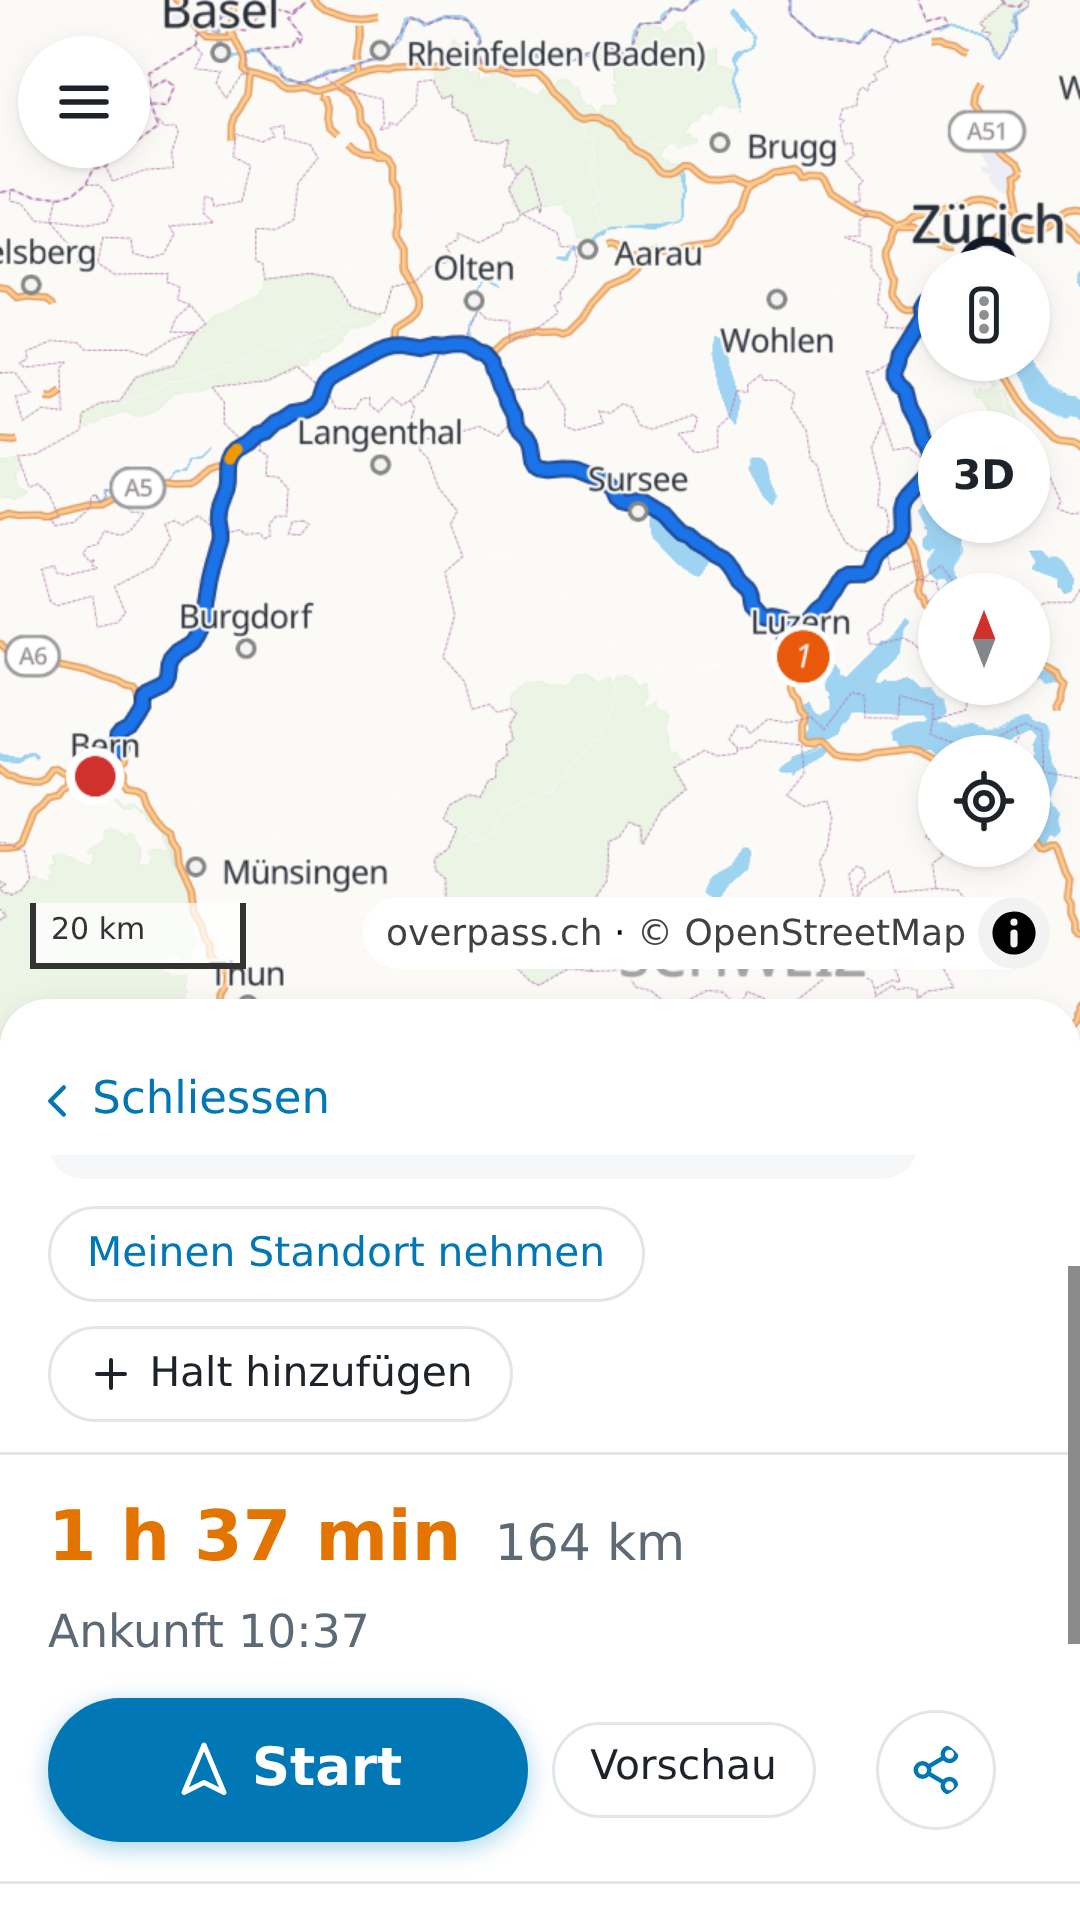 Basel
Rheinfelden (Baden)
W
A51
Brugg
Zürich
elsberg
Olten
Aarau
Wohlen
Langenthal
A5
Sursee
3D
Burgdorf
Luzern
A6
1
Bern
Münsingen
20 km
overpass.ch · © OpenStreetMap
Thun
SCHWEIZ
Schliessen
Meinen Standort nehmen
+ Halt hinzufügen
1 h 37 min 164 km
Ankunft 10:37
Start
Vorschau